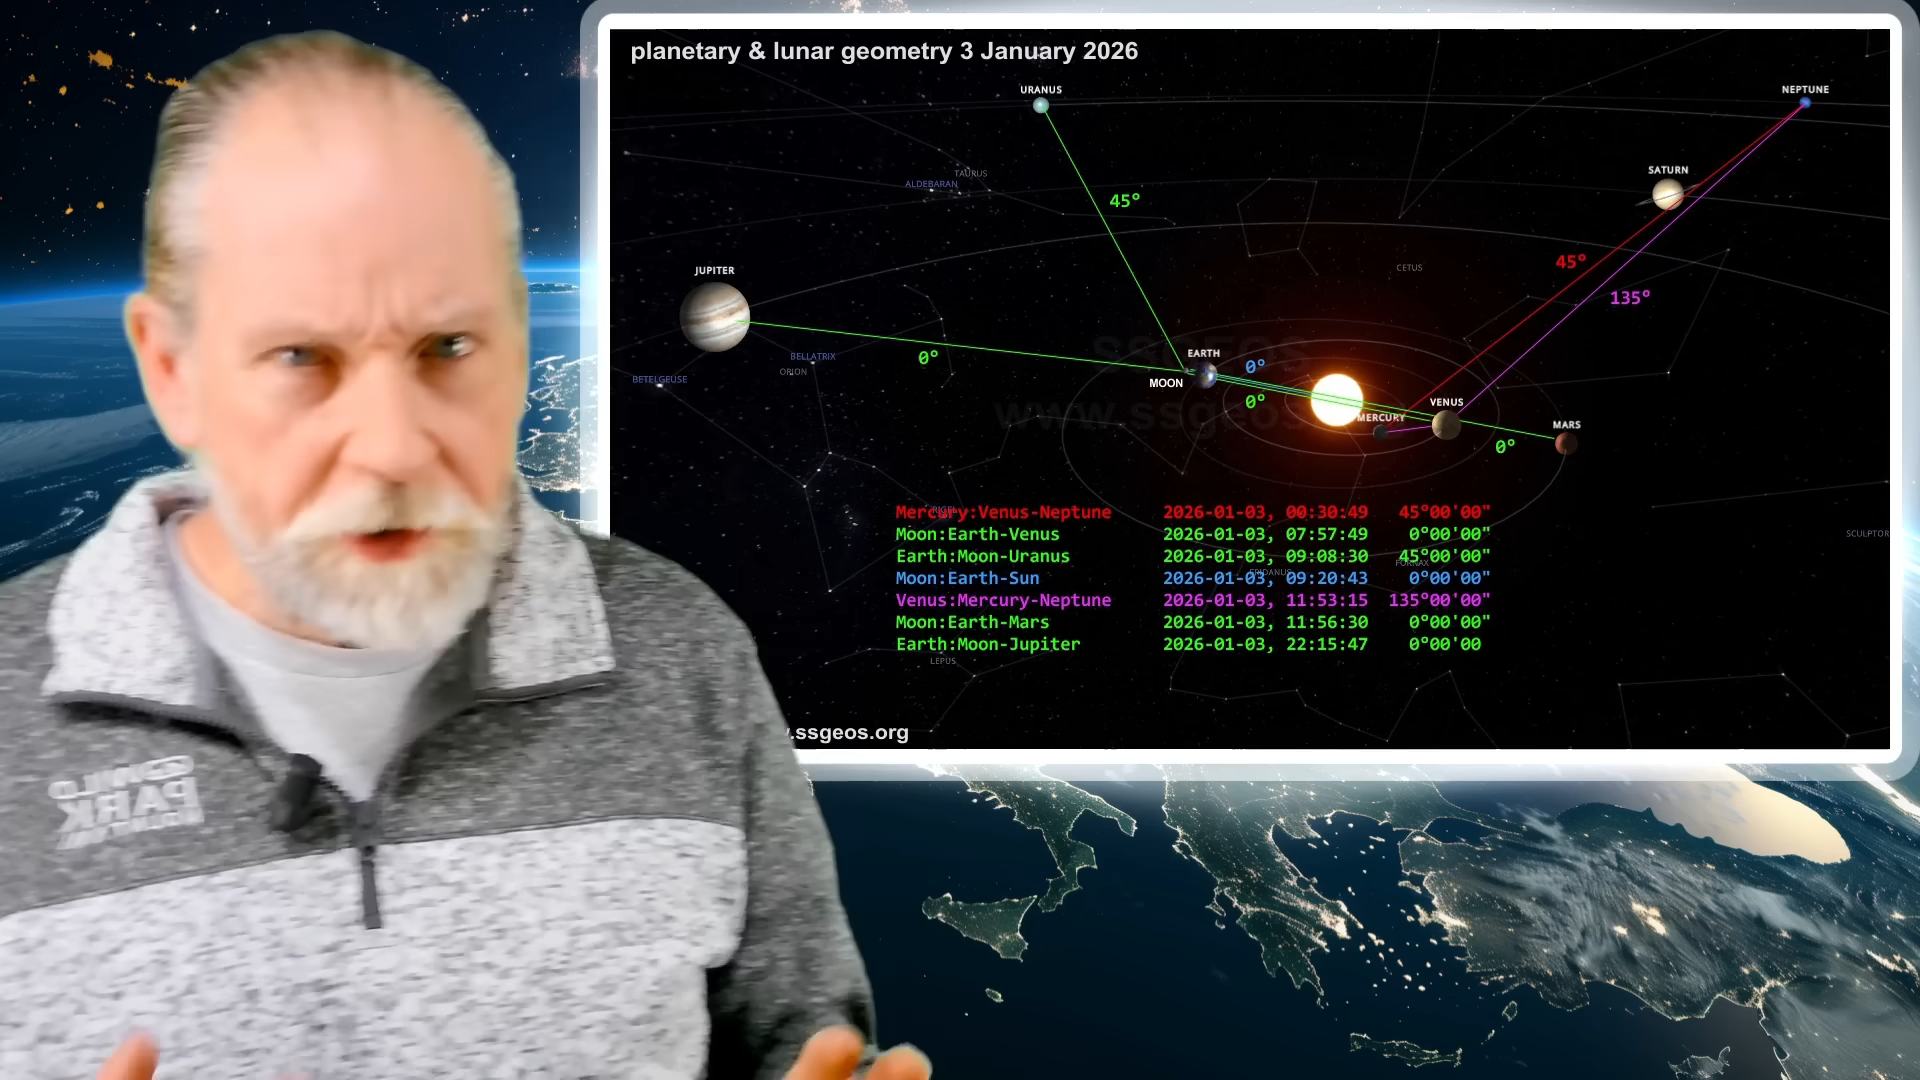 planetary & lunar geometry 3 January 2026
URANUS
NEPTUNE
SATURN
TAURUS
ALDEBARAN
45°
JUPITER
CETUS
45°
135°
BELLATRIX
ORION
BETELGEUSE
0°
EARTH
MOON
0°
0°
MERCURY
VENUS
MARS
0°
www.ssgeos
RIGEL
Mercury:Venus-Neptune 2026-01-03, 00:30:49 45°00'00"
Moon:Earth-Venus 2026-01-03, 07:57:49 0°00'00"
Earth:Moon-Uranus 2026-01-03, 09:08:30 45°00'00"
FORNAX
ERIDANUS
Moon:Earth-Sun 2026-01-03, 09:20:43 0°00'00"
Venus:Mercury-Neptune 2026-01-03, 11:53:15 135°00'00"
Moon:Earth-Mars 2026-01-03, 11:56:30 0°00'00"
Earth:Moon-Jupiter 2026-01-03, 22:15:47 0°00'00
SCULPTOR
LEPUS
.ssgeos.org
WILD
PARK